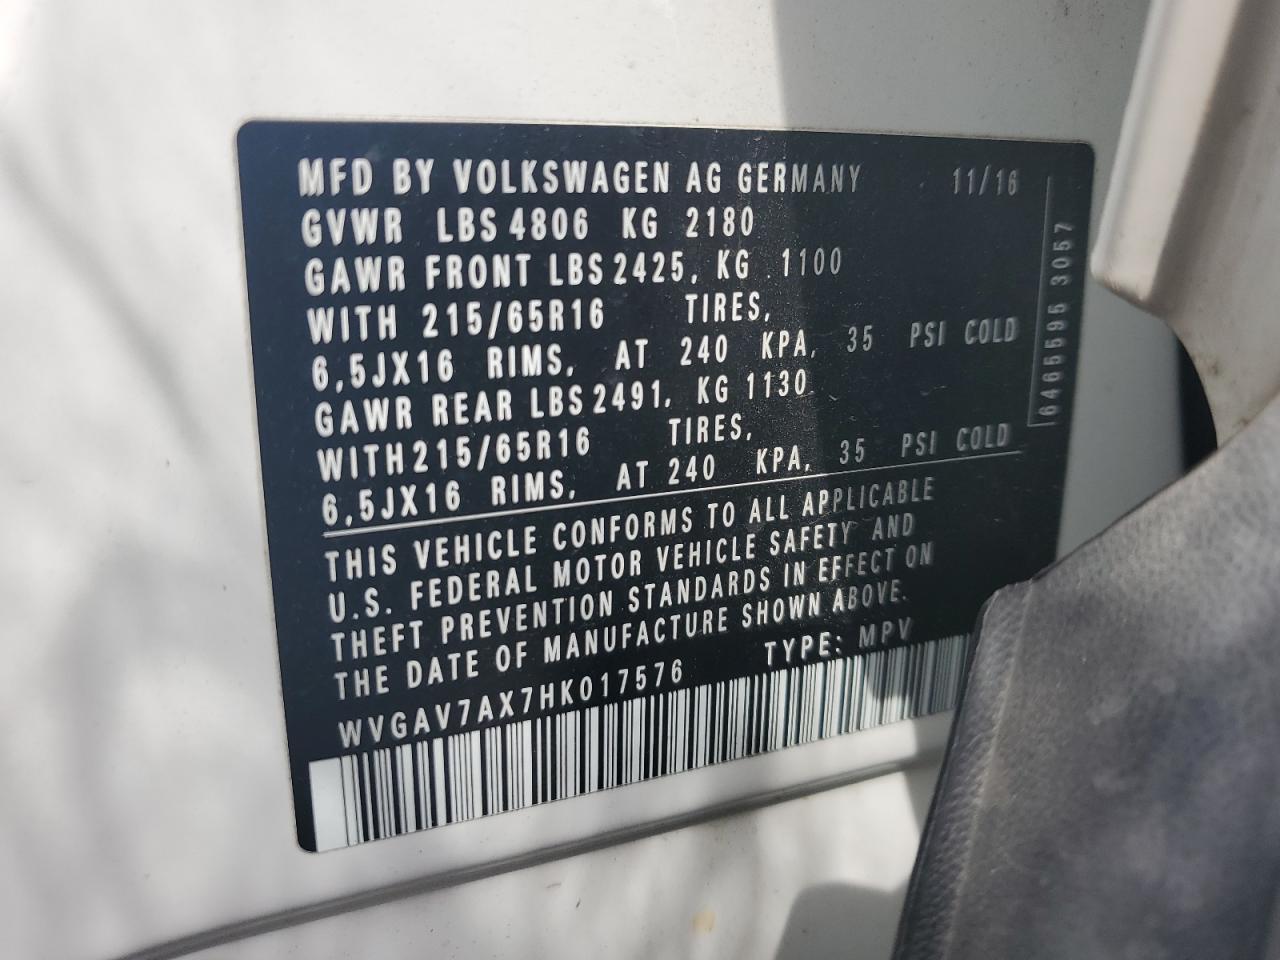 MFD BY VOLKSWAGEN AG GERMANY 11/16
GVWR LBS 4806 KG 2180
GAWR FRONT LBS 2425, KG 1100
WITH 215/65R16 TIRES,
6,5JX16 RIMS, AT 240 KPA, 35 PSI COLD
GAWR REAR LBS 2491, KG 1130
WITH 215/65R16 TIRES,
6,5JX16 RIMS, AT 240 KPA, 35 PSI COLD
THIS VEHICLE CONFORMS TO ALL APPLICABLE
U.S. FEDERAL MOTOR VEHICLE SAFETY AND
THEFT PREVENTION STANDARDS IN EFFECT ON
THE DATE OF MANUFACTURE SHOWN ABOVE.
WVGAV7AX7HK017576 TYPE: MPV
6465595 3057